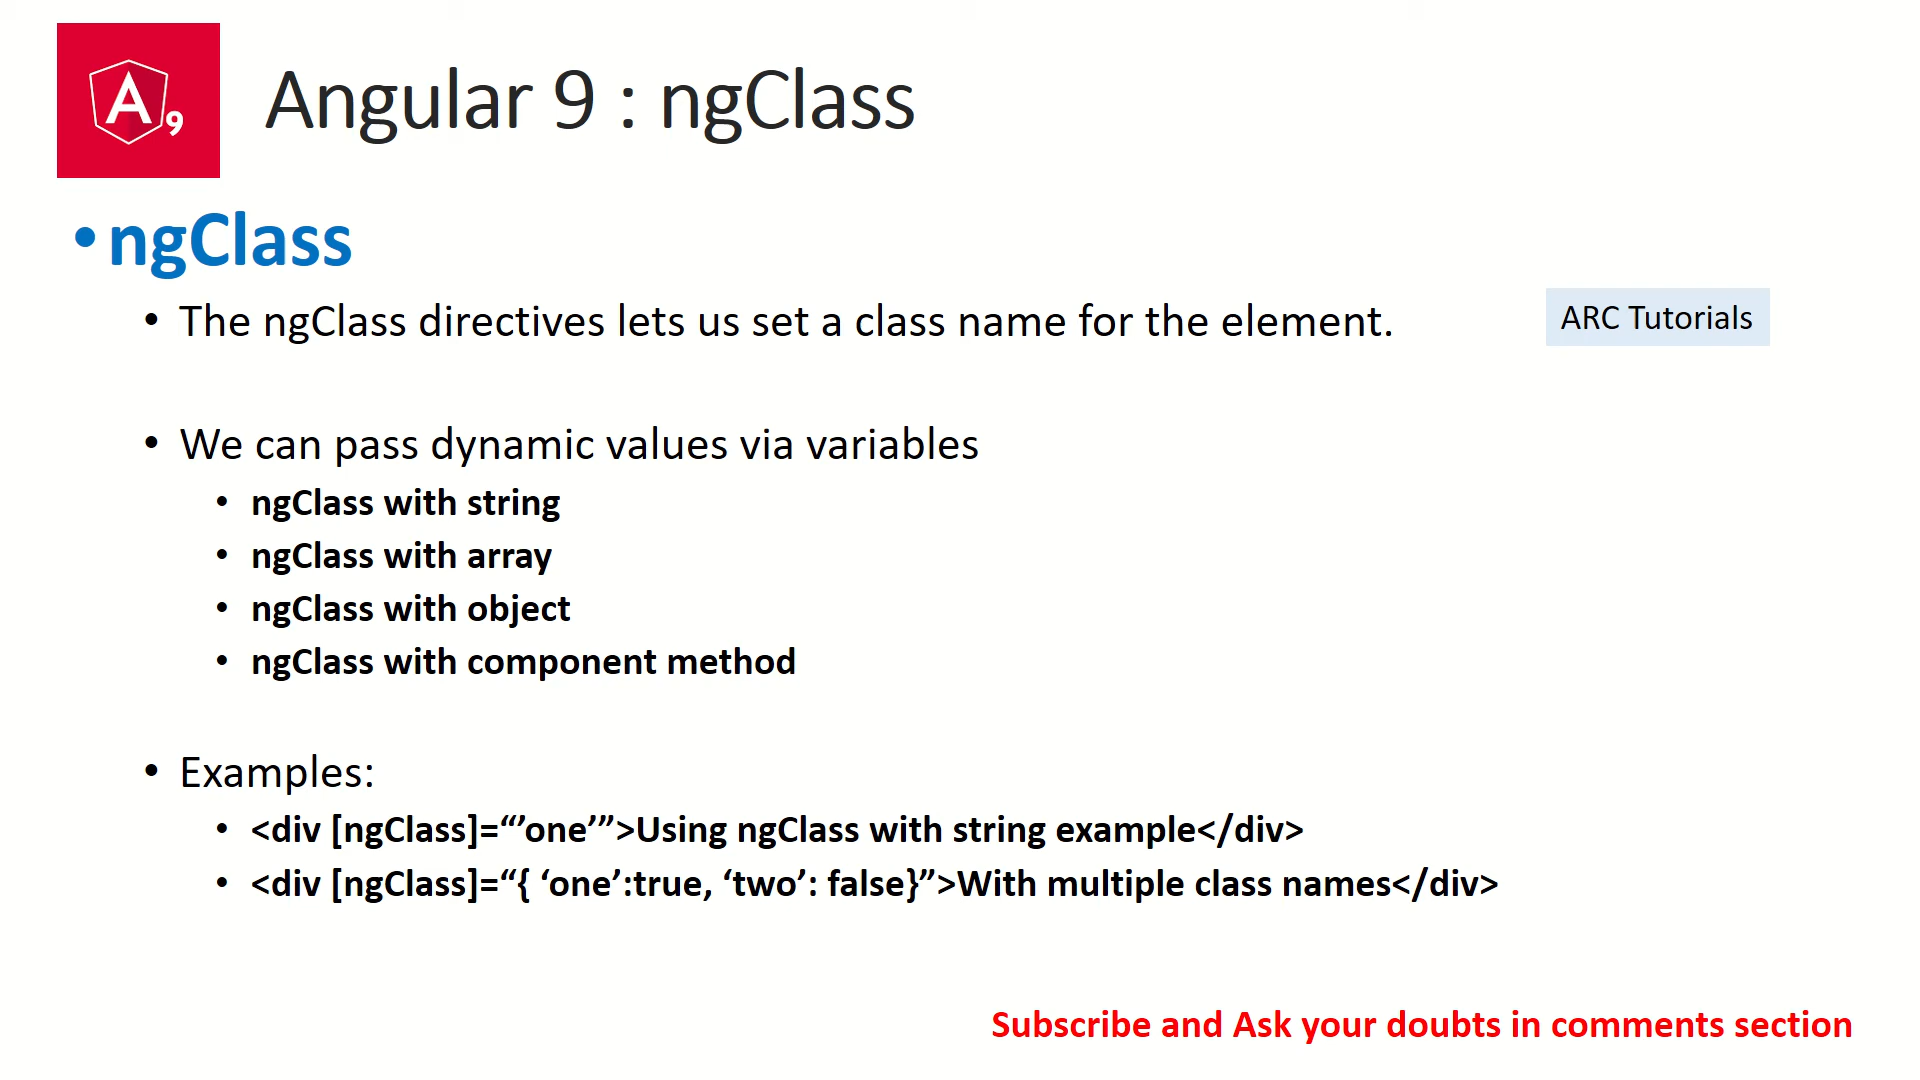 A9
Angular 9 : ngClass
•ngClass
• The ngClass directives lets us set a class name for the element.
ARC Tutorials
• We can pass dynamic values via variables
• ngClass with string
• ngClass with array
• ngClass with object
• ngClass with component method
• Examples:
• <div [ngClass]=“’one’”>Using ngClass with string example</div>
• <div [ngClass]=“{ ‘one’:true, ‘two’: false}”>With multiple class names</div>
Subscribe and Ask your doubts in comments section